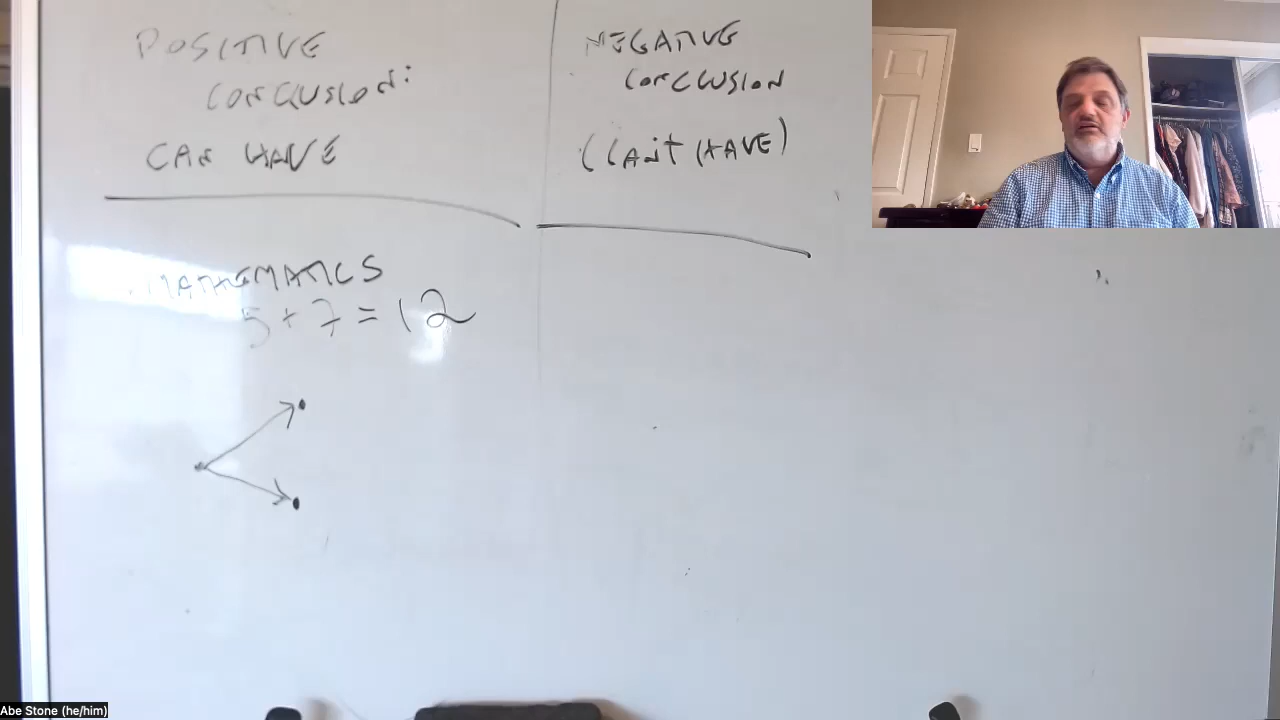 POSITIVE
CONCLUSION:
CAN HAVE
NEGATIVE
CONCLUSION
(CAN'T HAVE)
MATHEMATICS
5 + 7 = 12
Abe Stone (he/him)